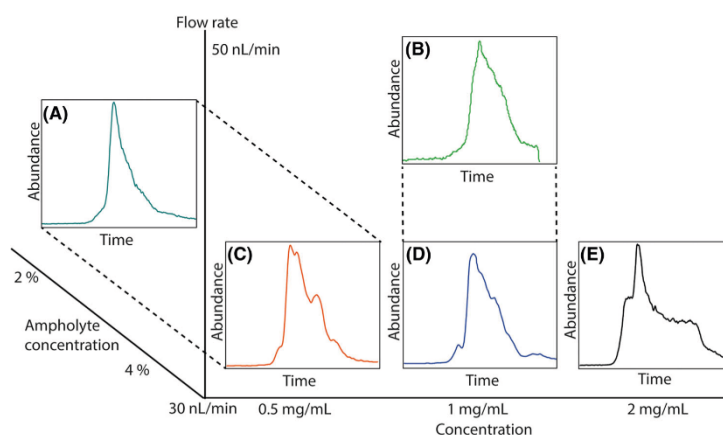 Flow rate
50 nL/min
(A)
Abundance
Time
(B)
Abundance
Time
(C)
Abundance
Time
(D)
Abundance
Time
(E)
Abundance
Time
2 %
Ampholyte
concentration
4 %
30 nL/min
0.5 mg/mL
1 mg/mL
2 mg/mL
Concentration